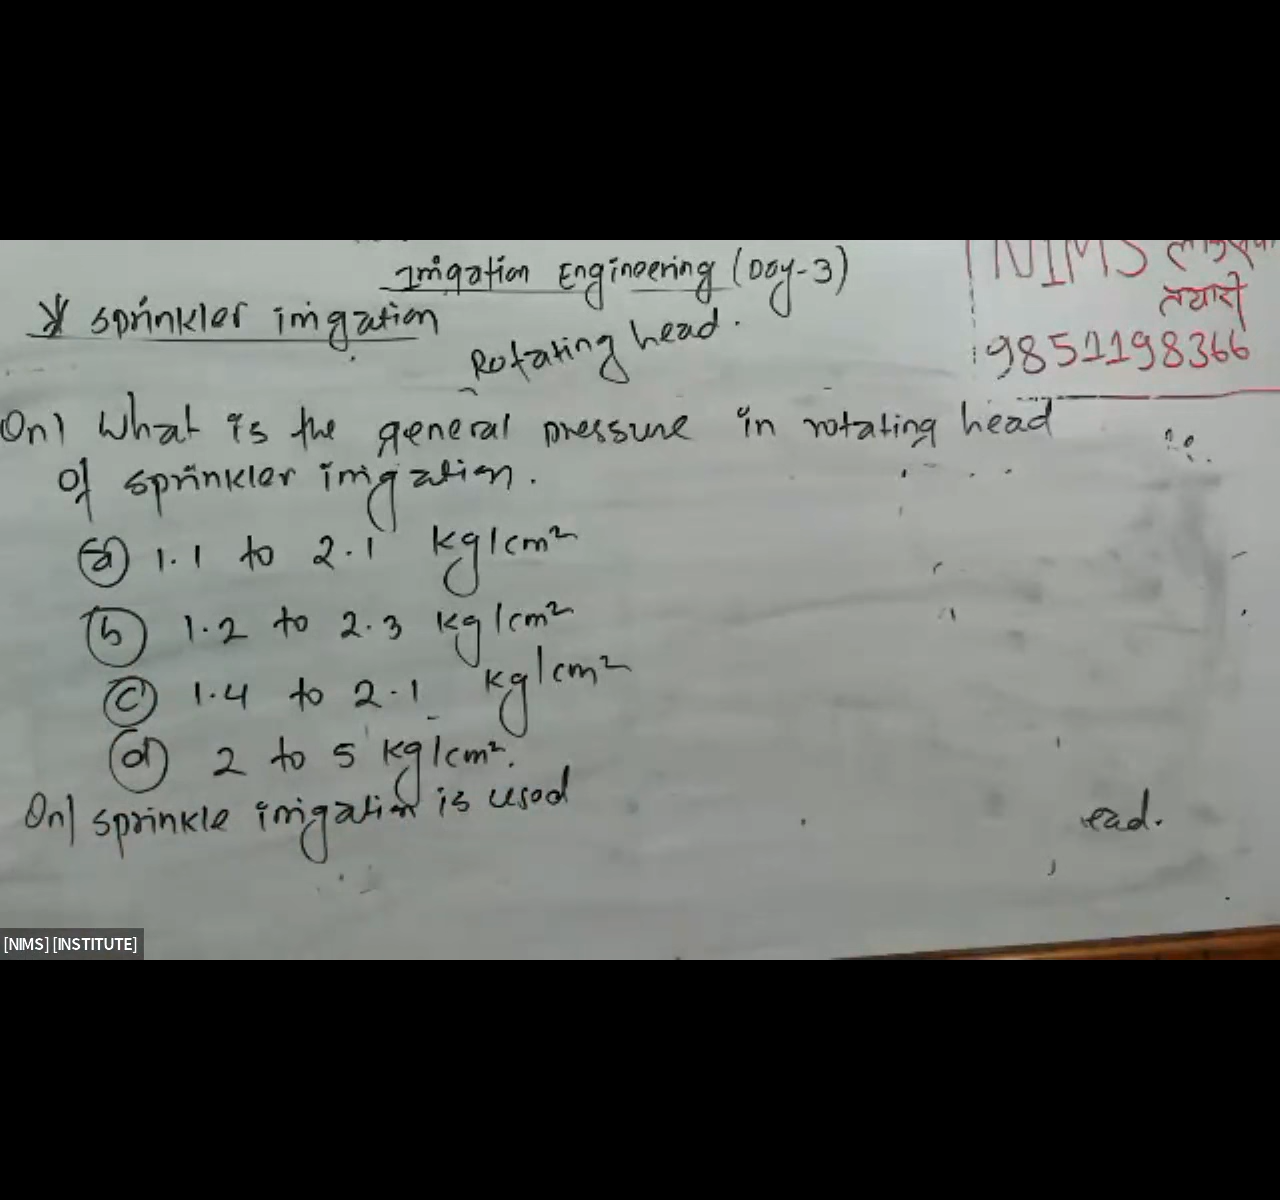 Irrigation Engineering (Day-3)
NIMS
तयारी
9851198366
* Sprinkler irrigation
Rotating head.
Qn) What is the general pressure in rotating head
of sprinkler irrigation.
(a) 1.1 to 2.1 kg/cm²
(b) 1.2 to 2.3 kg/cm²
(c) 1.4 to 2.1 kg/cm²
(d) 2 to 5 kg/cm².
Qn) sprinkle irrigation is used
ead.
[NIMS] [INSTITUTE]